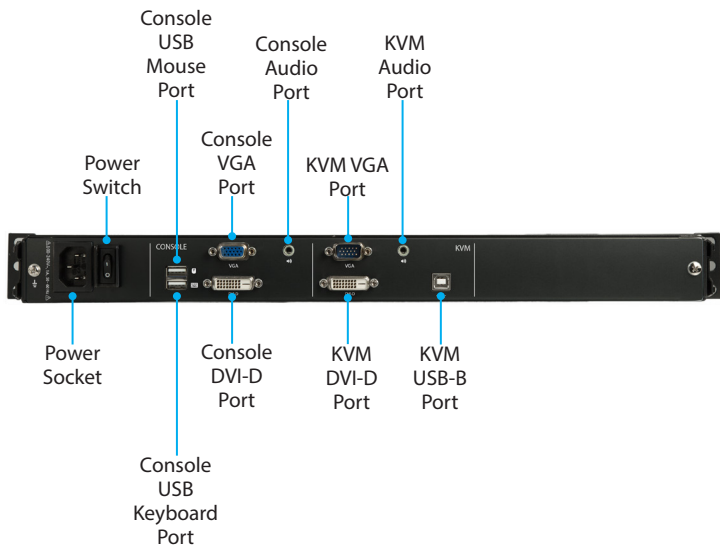 Console
USB
Mouse
Port
Console
Audio
Port
KVM
Audio
Port
Console
VGA
Port
KVM VGA
Port
Power
Switch
CONSOLE
KVM
VGA
VGA
Power
Socket
Console
DVI-D
Port
KVM
DVI-D
Port
KVM
USB-B
Port
Console
USB
Keyboard
Port